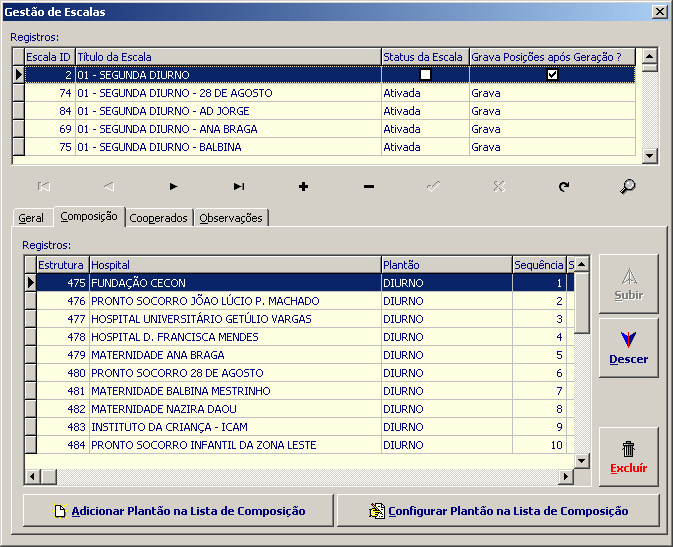 Gestão de Escalas
Registros:
Escala ID Título da Escala Status da Escala Grava Posições após Geração ?
2 01 - SEGUNDA DIURNO
74 01 - SEGUNDA DIURNO - 28 DE AGOSTO Ativada Grava
84 01 - SEGUNDA DIURNO - AD JORGE Ativada Grava
69 01 - SEGUNDA DIURNO - ANA BRAGA Ativada Grava
75 01 - SEGUNDA DIURNO - BALBINA Ativada Grava
Geral Composição Cooperados Observações
Registros:
Estrutura Hospital Plantão Sequência S
475 FUNDAÇÃO CECON DIURNO 1
476 PRONTO SOCORRO JÕAO LÚCIO P. MACHADO DIURNO 2
477 HOSPITAL UNIVERSITÁRIO GETÚLIO VARGAS DIURNO 3
478 HOSPITAL D. FRANCISCA MENDES DIURNO 4
479 MATERNIDADE ANA BRAGA DIURNO 5
480 PRONTO SOCORRO 28 DE AGOSTO DIURNO 6
481 MATERNIDADE BALBINA MESTRINHO DIURNO 7
482 MATERNIDADE NAZIRA DAOU DIURNO 8
483 INSTITUTO DA CRIANÇA - ICAM DIURNO 9
484 PRONTO SOCORRO INFANTIL DA ZONA LESTE DIURNO 10
Subir
Descer
Excluír
Adicionar Plantão na Lista de Composição Configurar Plantão na Lista de Composição